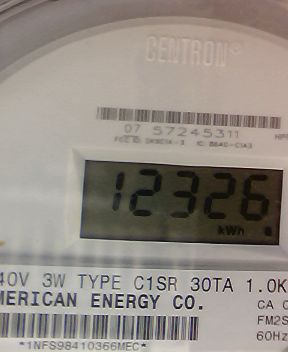 CENTRON®
07 57245311
12326
kWh
40V 3W TYPE C1SR 30TA 1.0K
MERICAN ENERGY CO.
CA
FM2S
60Hz
*1NFS98410366MEC*